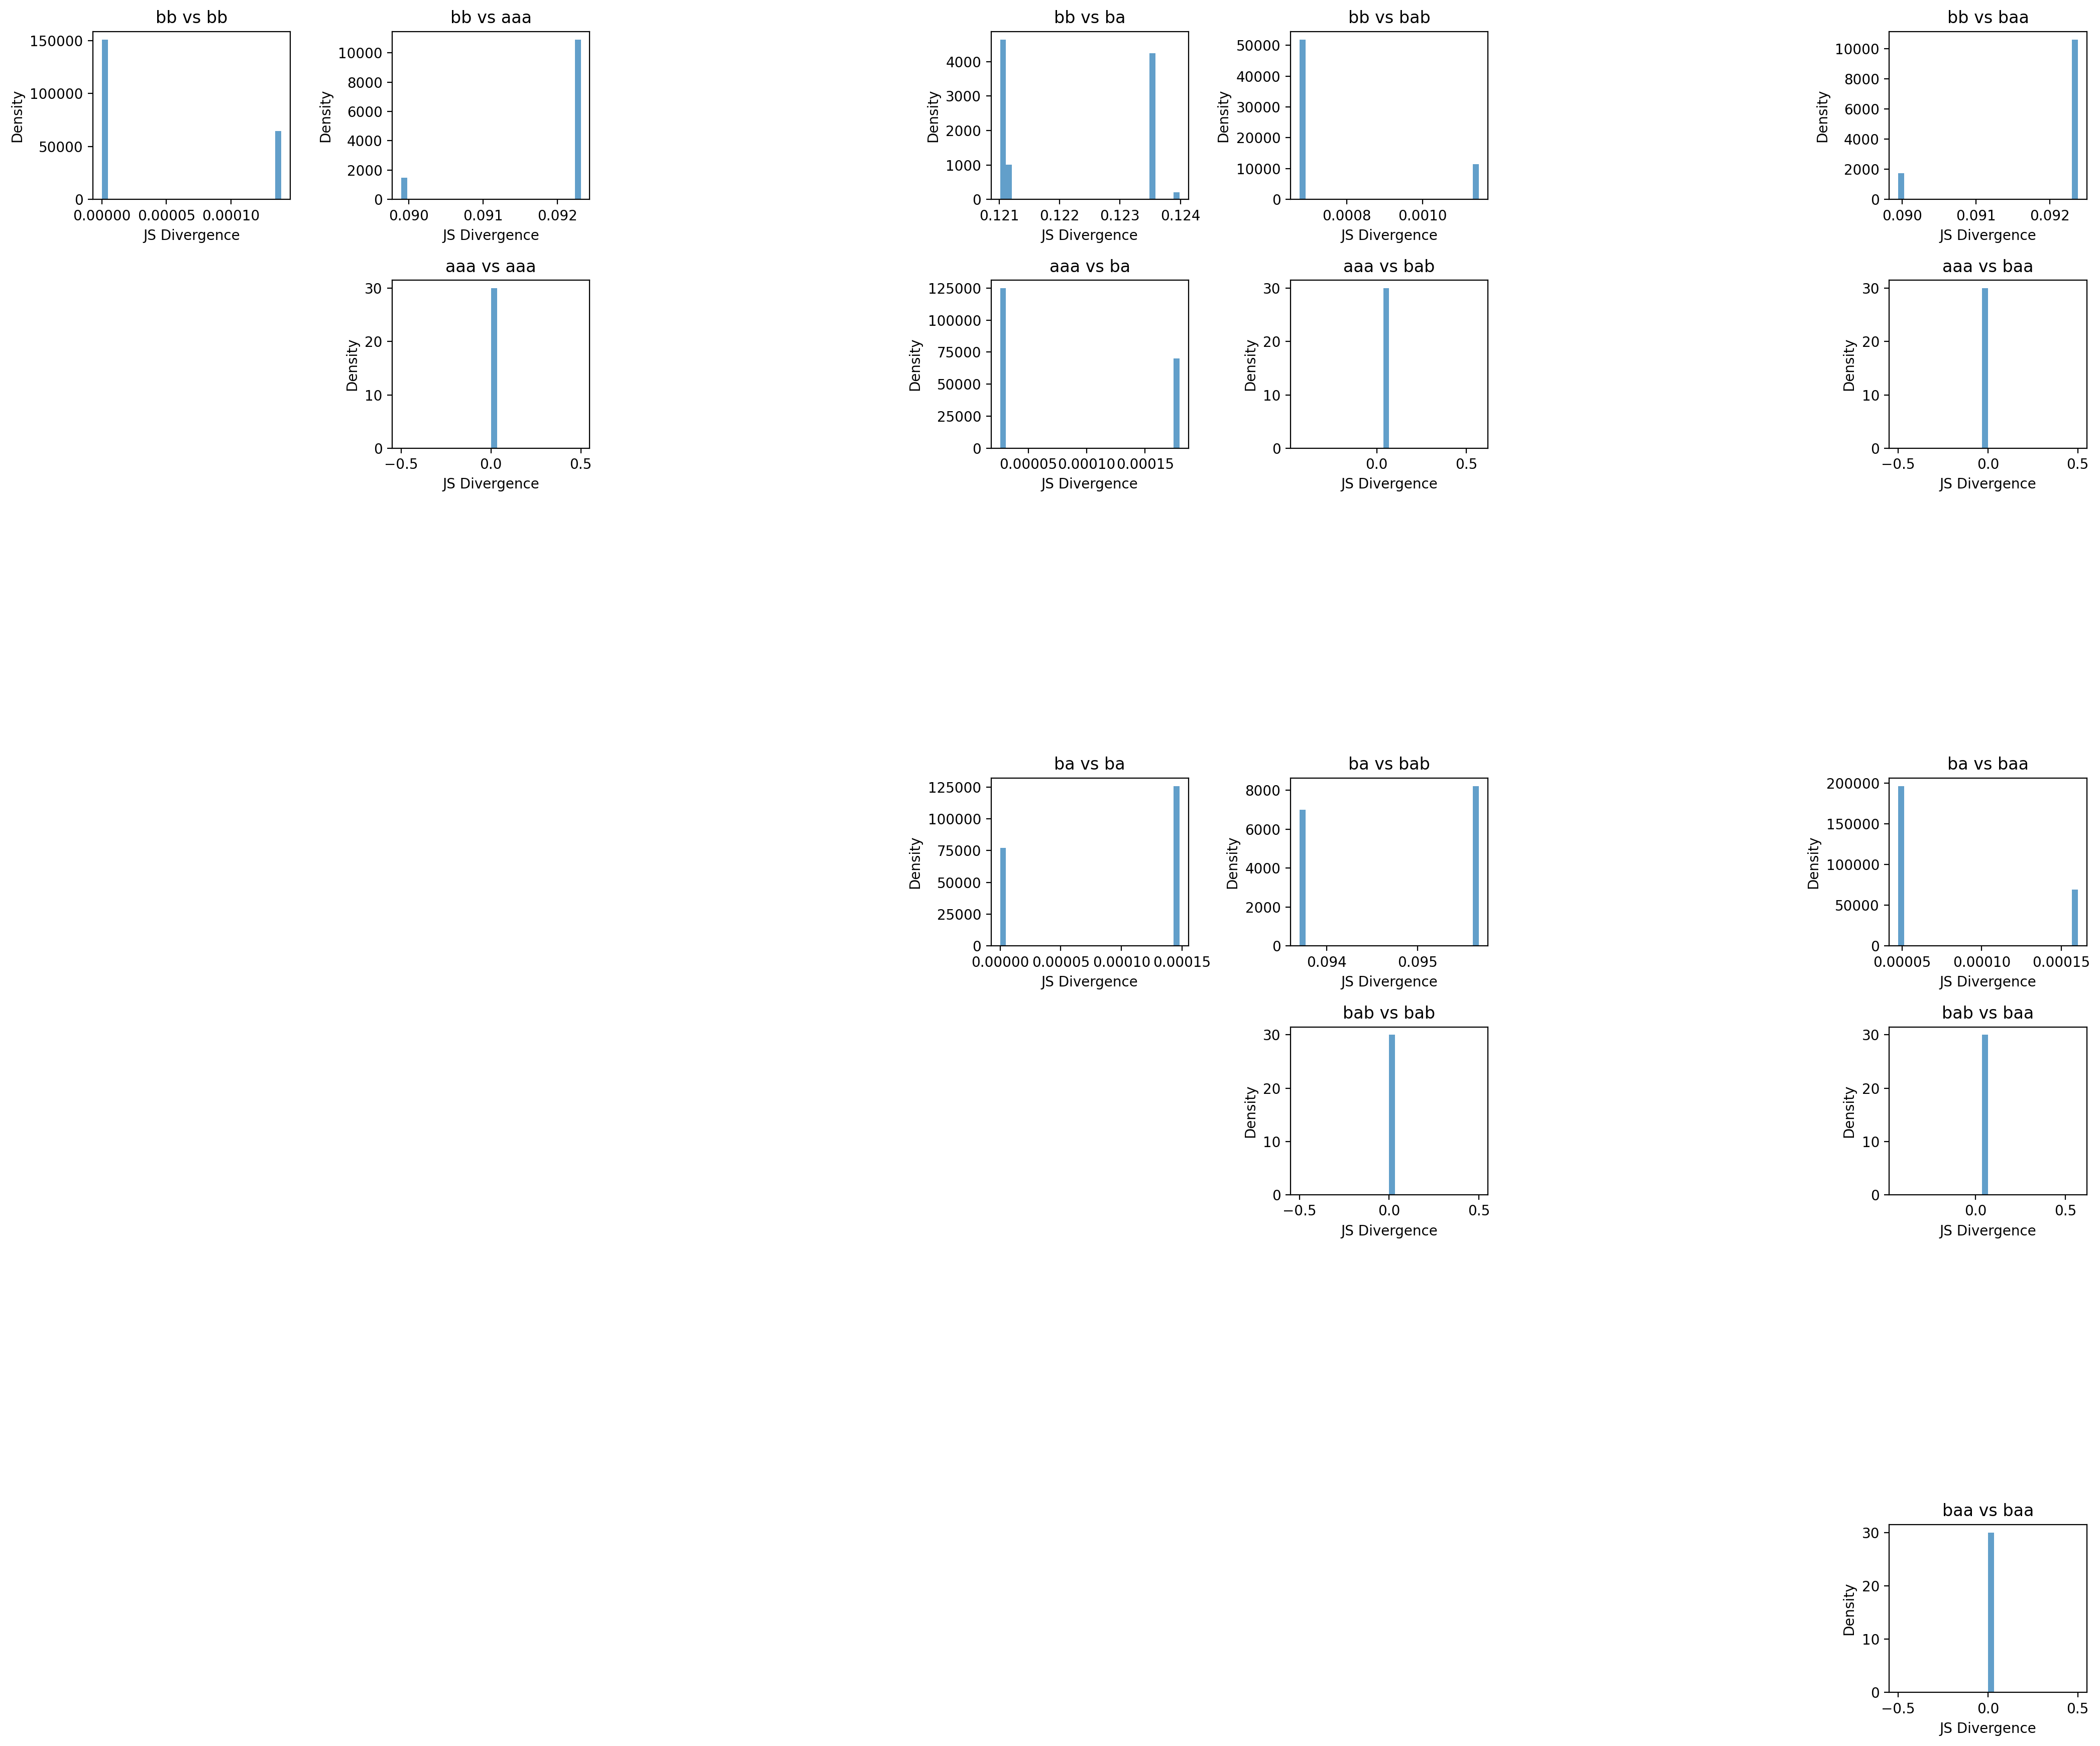 bb vs bb
150000
100000
50000
0
Density
0.00000 0.00005 0.00010
JS Divergence
bb vs aaa
10000
8000
6000
4000
2000
0
Density
0.090 0.091 0.092
JS Divergence
bb vs ba
4000
3000
2000
1000
0
Density
0.121 0.122 0.123 0.124
JS Divergence
bb vs bab
50000
40000
30000
20000
10000
0
Density
0.0008 0.0010
JS Divergence
bb vs baa
10000
8000
6000
4000
2000
0
Density
0.090 0.091 0.092
JS Divergence
aaa vs aaa
30
20
10
0
Density
−0.5 0.0 0.5
JS Divergence
aaa vs ba
125000
100000
75000
50000
25000
0
Density
0.00005 0.00010 0.00015
JS Divergence
aaa vs bab
30
20
10
0
Density
0.0 0.5
JS Divergence
aaa vs baa
30
20
10
0
Density
−0.5 0.0 0.5
JS Divergence
ba vs ba
125000
100000
75000
50000
25000
0
Density
0.00000 0.00005 0.00010 0.00015
JS Divergence
ba vs bab
8000
6000
4000
2000
0
Density
0.094 0.095
JS Divergence
ba vs baa
200000
150000
100000
50000
0
Density
0.00005 0.00010 0.00015
JS Divergence
bab vs bab
30
20
10
0
Density
−0.5 0.0 0.5
JS Divergence
bab vs baa
30
20
10
0
Density
0.0 0.5
JS Divergence
baa vs baa
30
20
10
0
Density
−0.5 0.0 0.5
JS Divergence